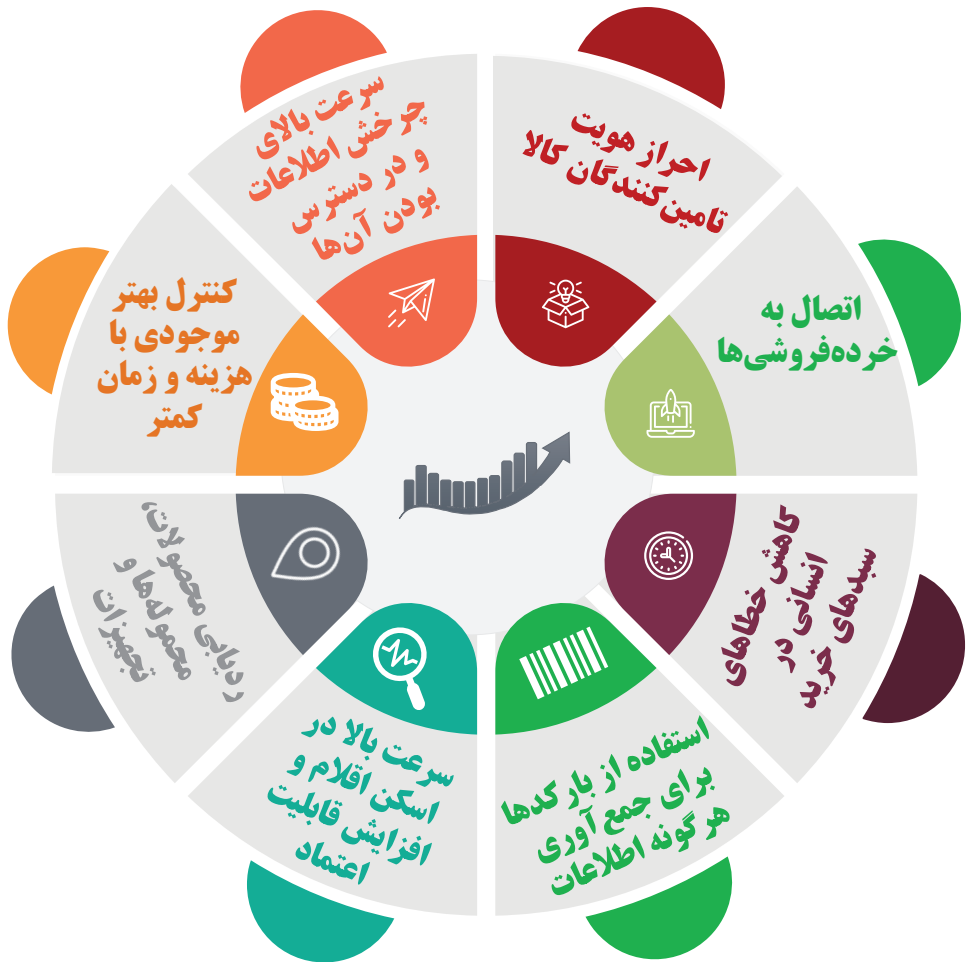 احراز هویت
تامین‌کنندگان کالا
اتصال به
خرده‌فروشی‌ها
کاهش خطاهای
انسانی در
سبدهای خرید
استفاده از بار کدها
برای جمع آوری
هرگونه اطلاعات
سرعت بالا در
اسکن اقلام و
افزایش قابلیت
اعتماد
ردیابی محصولات،
محموله‌ها و
تجهیزات
کنترل بهتر
موجودی با
هزینه و زمان
کمتر
سرعت بالای
چرخش اطلاعات
و در دسترس
بودن آن‌ها